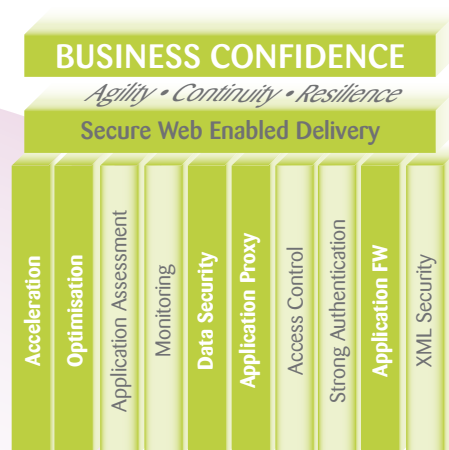 BUSINESS CONFIDENCE
Agility • Continuity • Resilience
Secure Web Enabled Delivery
Acceleration
Optimisation
Application Assessment
Monitoring
Data Security
Application Proxy
Access Control
Strong Authentication
Application FW
XML Security